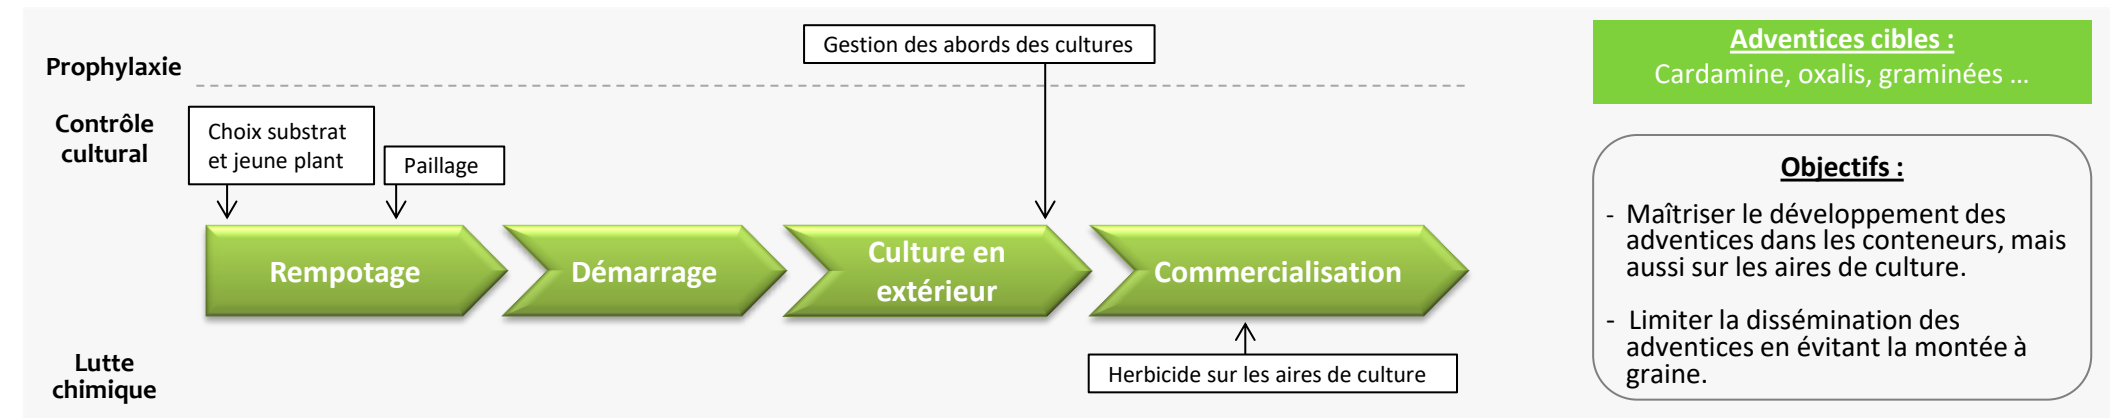 Prophylaxie
Gestion des abords des cultures
Contrôle
cultural
Choix substrat
et jeune plant
Paillage
Rempotage
Démarrage
Culture en
extérieur
Commercialisation
Lutte
chimique
Herbicide sur les aires de culture
Adventices cibles :
Cardamine, oxalis, graminées ...
Objectifs :
- Maîtriser le développement des
adventices dans les conteneurs, mais
aussi sur les aires de culture.
- Limiter la dissémination des
adventices en évitant la montée à
graine.